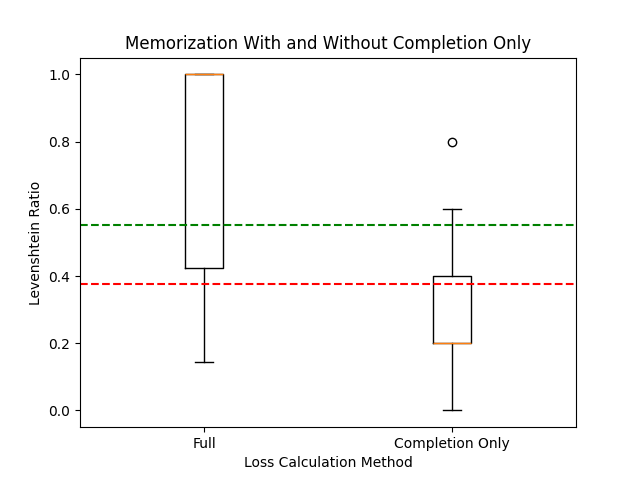 Memorization With and Without Completion Only
Levenshtein Ratio
1.0
0.8
0.6
0.4
0.2
0.0
Full
Completion Only
Loss Calculation Method